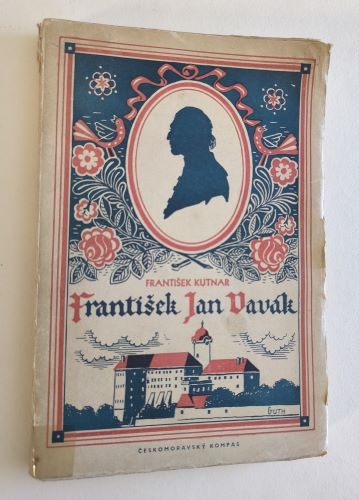 FRANTIŠEK KUTNAR
František Jan Vavák
GUTH
ČESKOMORAVSKÝ KOMPAS